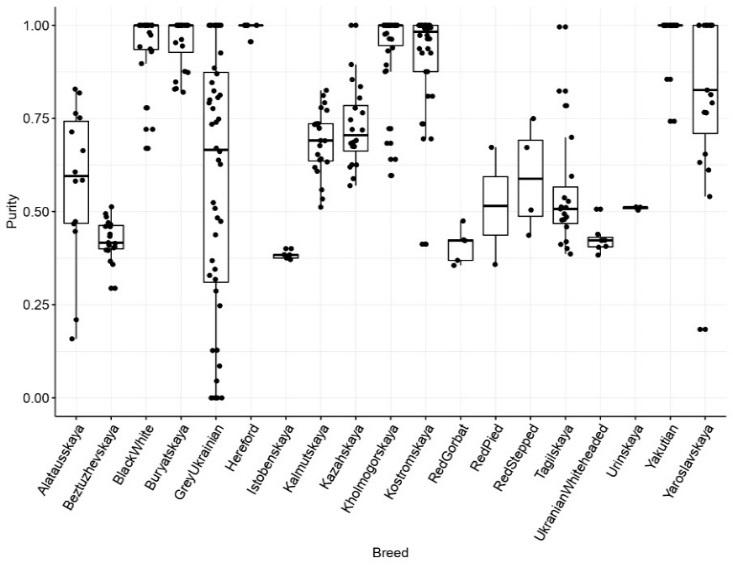 1.00
0.75
0.50
0.25
0.00
Purity
Alatausskaya
Beztuzhevskaya
BlackWhite
Buryatskaya
GreyUkrainian
Hereford
Istobenskaya
Kalmutskaya
Kazahskaya
Kholmogorskaya
Kostromskaya
RedGorbat
RedPied
RedStepped
Tagilskaya
UkranianWhiteheaded
Urinskaya
Yakutian
Yaroslavskaya
Breed